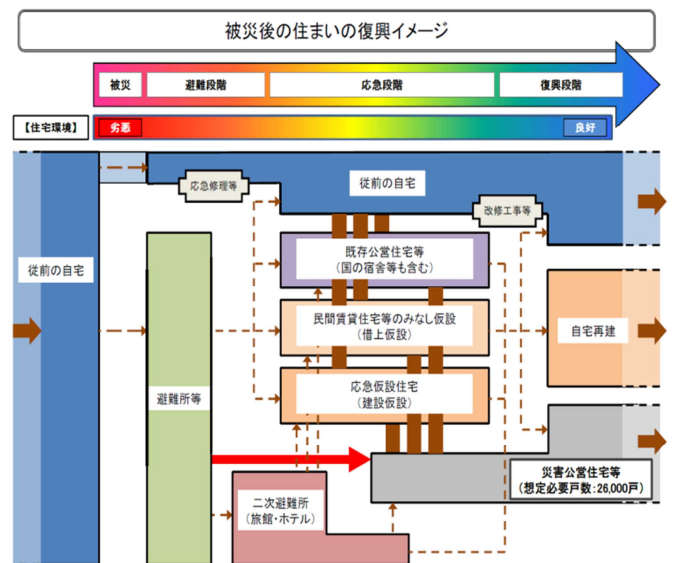 被災後の住まいの復興イメージ
被災
避難段階
応急段階
復興段階
【住宅環境】
劣悪
良好
従前の自宅
応急修理等
従前の自宅
改修工事等
既存公営住宅等
(国の宿舎等も含む)
民間賃貸住宅等のみなし仮設
(借上仮設)
応急仮設住宅
(建設仮設)
自宅再建
避難所等
災害公営住宅等
(想定必要戸数:26,000戸)
二次避難所
(旅館・ホテル)